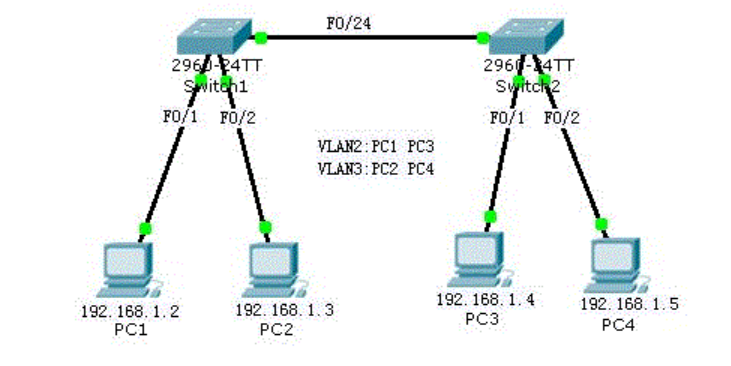 F0/24
2960-24TT
Switch1
2960-24TT
Switch2
F0/1
F0/2
F0/1
F0/2
VLAN2:PC1 PC3
VLAN3:PC2 PC4
192.168.1.2
PC1
192.168.1.3
PC2
192.168.1.4
PC3
192.168.1.5
PC4